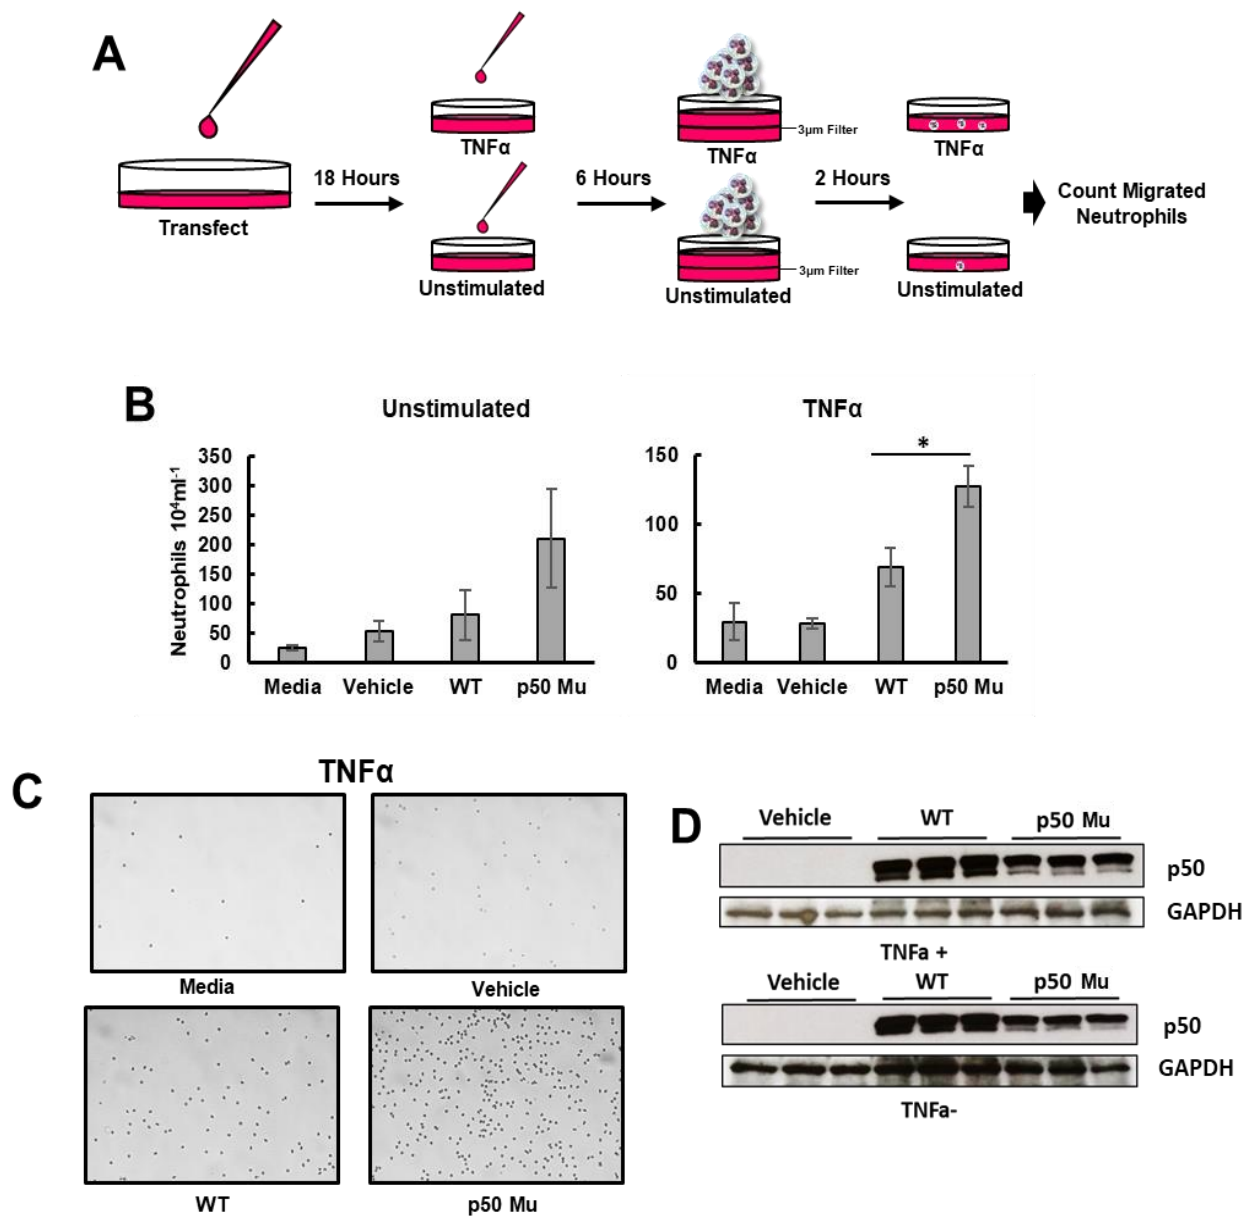 A
Transfect
18 Hours
TNFα
Unstimulated
6 Hours
3μm Filter
TNFα
3μm Filter
Unstimulated
2 Hours
TNFα
Unstimulated
Count Migrated
Neutrophils
B
Unstimulated
Neutrophils 10⁴ml⁻¹
350
300
250
200
150
100
50
0
Media Vehicle WT p50 Mu
TNFα
*
150
100
50
0
Media Vehicle WT p50 Mu
C
TNFα
Media
Vehicle
WT
p50 Mu
D
Vehicle WT p50 Mu
p50
GAPDH
TNFa +
Vehicle WT p50 Mu
p50
GAPDH
TNFa-